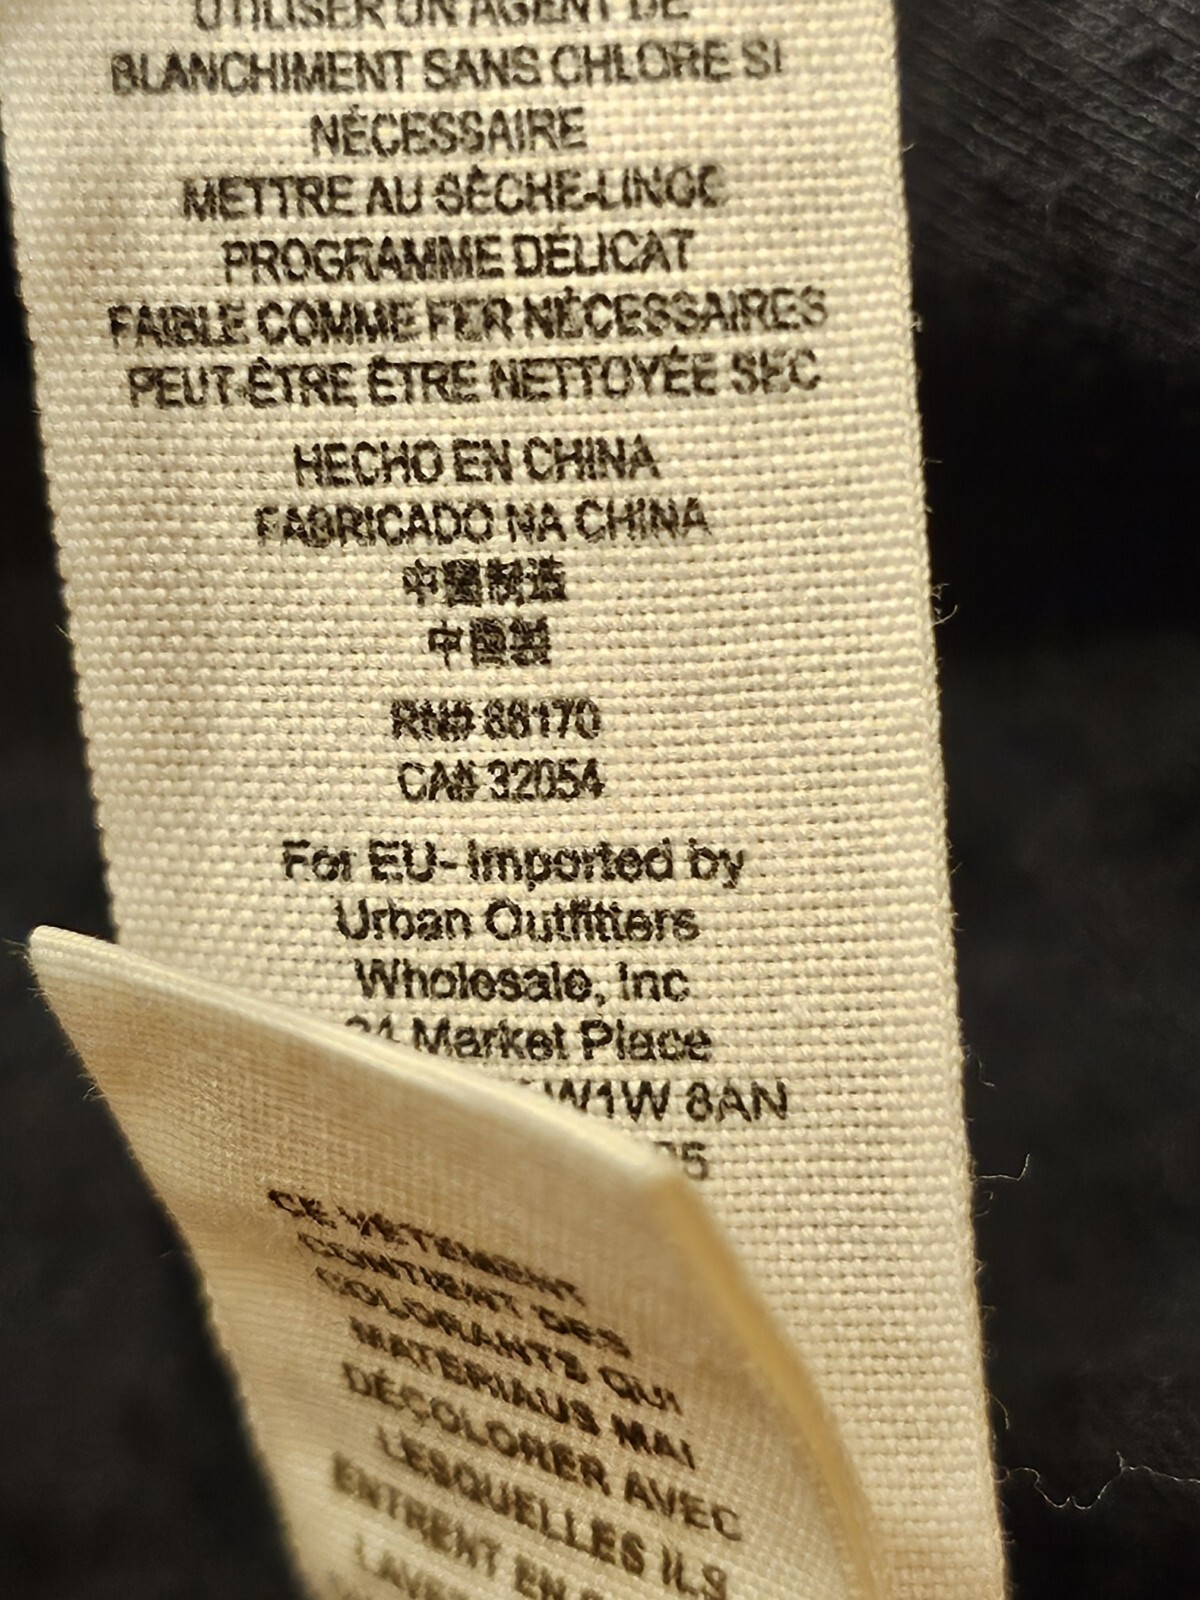 UTILISER UN AGENT DE
BLANCHIMENT SANS CHLORE SI
NÉCESSAIRE
METTRE AU SÈCHE-LINGE
PROGRAMME DÉLICAT
FAIBLE COMME FER NÉCESSAIRES
PEUT-ÊTRE ÊTRE NETTOYÉE SEC
HECHO EN CHINA
FABRICADO NA CHINA
中國製造
中國製
RN# 66170
CA# 32054
For EU- Imported by
Urban Outfitters
Wholesale, Inc
Market Place
W1W 8AN
CE VÊTEMENT
CONTIENT DES
COLORANTS QUI
MATÉRIAUS MAI
DÉCOLORER AVEC
LESQUELLES ILS
ENTRENT EN